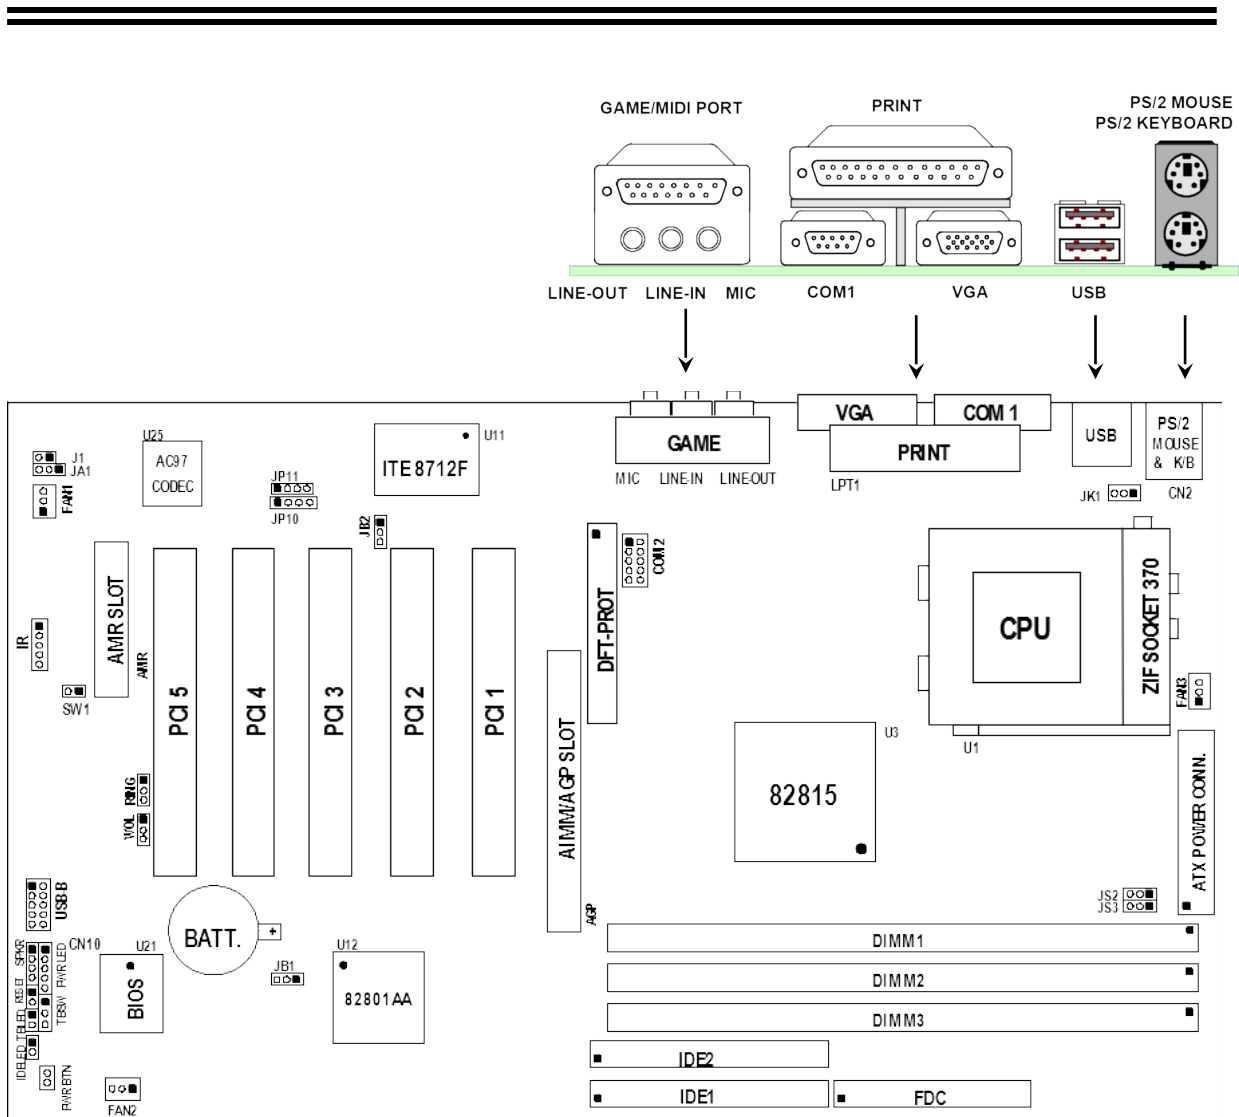 GAME/MIDI PORT
PRINT
PS/2 MOUSE
PS/2 KEYBOARD
LINE-OUT LINE-IN MIC
COM1
VGA
USB
VGA
COM 1
GAME
PRINT
USB
PS/2
MOUSE
& K/B
MIC LINE-IN LINE-OUT
LPT1
JK1
CN2
J1
JA1
FAN1
U25
AC97
CODEC
JP11
JP10
ITE 8712F
U11
JB2
COM2
DFT-PROT
AMR SLOT
AMR
IR
SW1
PCI 5
PCI 4
PCI 3
PCI 2
PCI 1
RING
WOL
AIMM/AGP SLOT
AGP
CPU
ZIF SOCKET 370
FAN3
U1
U3
82815
ATX POWER CONN.
JS2
JS3
USB-B
CN10
U21
BATT.
+
BIOS
JB1
U12
82801AA
SPKR
PWR LED
RESET
TBSW
TBLED
IDELED
PWR BTN
FAN2
DIMM1
DIMM2
DIMM3
IDE2
IDE1
FDC